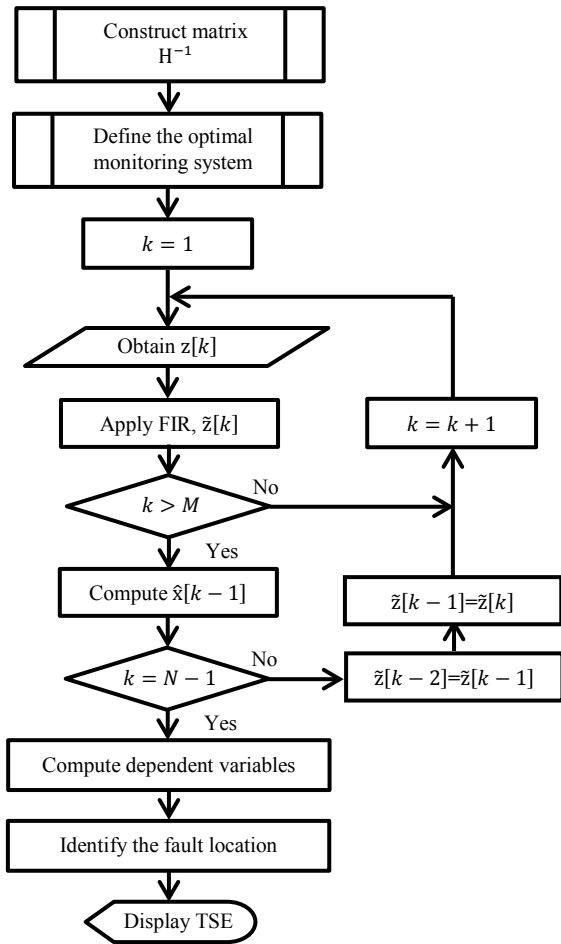 Construct matrix
H⁻¹
Define the optimal
monitoring system
k = 1
Obtain z[k]
Apply FIR, z̃[k]
k = k + 1
k > M
No
Yes
Compute x̂[k − 1]
z̃[k − 1]=z̃[k]
k = N − 1
No
z̃[k − 2]=z̃[k − 1]
Yes
Compute dependent variables
Identify the fault location
Display TSE